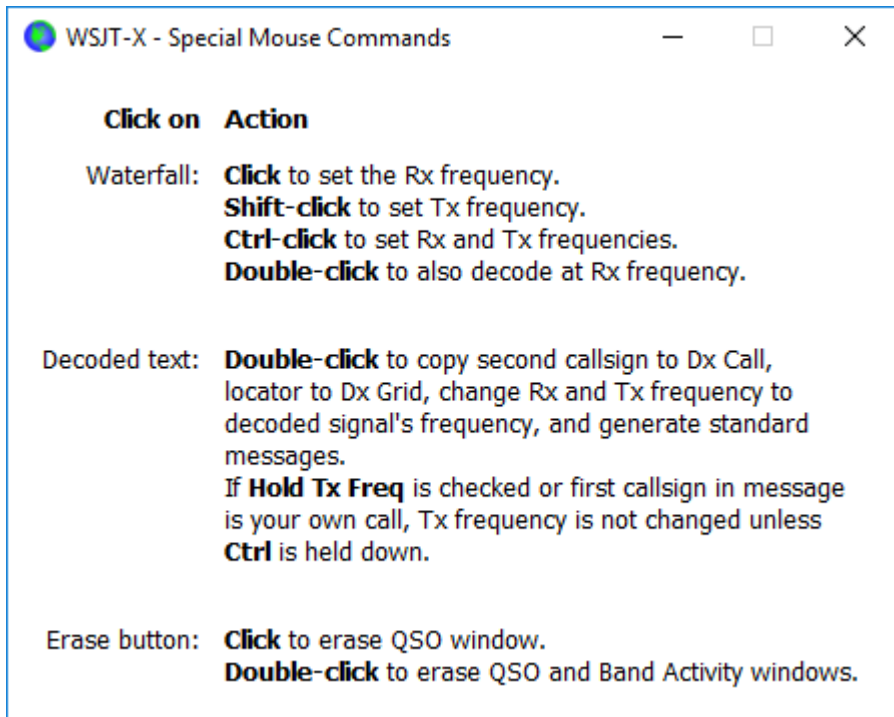 WSJT-X - Special Mouse Commands
Click on Action
Waterfall: Click to set the Rx frequency.
Shift-click to set Tx frequency.
Ctrl-click to set Rx and Tx frequencies.
Double-click to also decode at Rx frequency.
Decoded text: Double-click to copy second callsign to Dx Call,
locator to Dx Grid, change Rx and Tx frequency to
decoded signal's frequency, and generate standard
messages.
If Hold Tx Freq is checked or first callsign in message
is your own call, Tx frequency is not changed unless
Ctrl is held down.
Erase button: Click to erase QSO window.
Double-click to erase QSO and Band Activity windows.